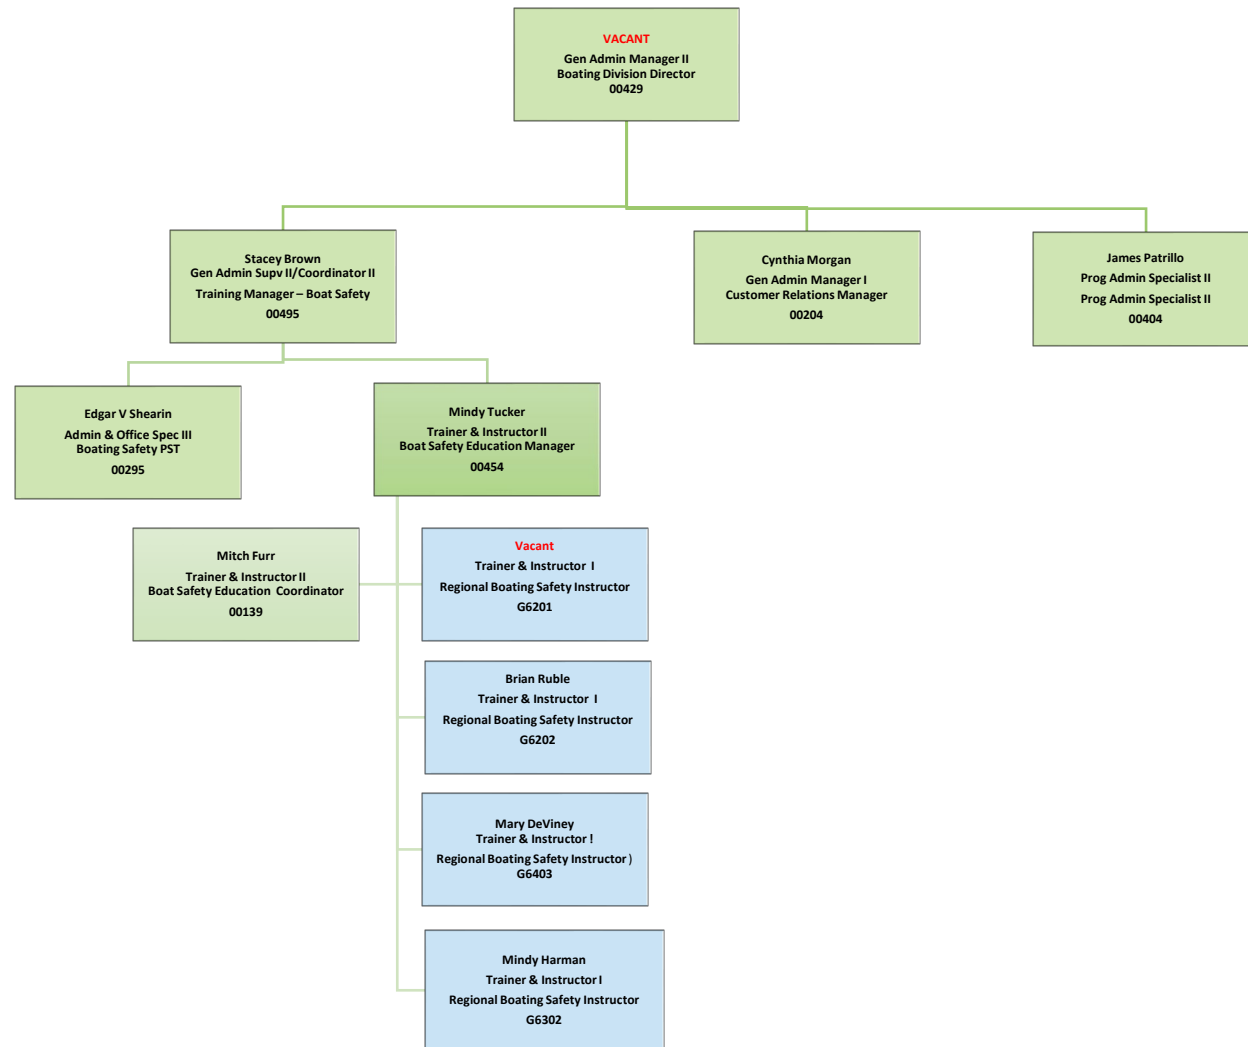 VACANT
Gen Admin Manager II
Boating Division Director
00429
Stacey Brown
Gen Admin Supv II/Coordinator II
Training Manager – Boat Safety
00495
Cynthia Morgan
Gen Admin Manager I
Customer Relations Manager
00204
James Patrillo
Prog Admin Specialist II
Prog Admin Specialist II
00404
Edgar V Shearin
Admin & Office Spec III
Boating Safety PST
00295
Mindy Tucker
Trainer & Instructor II
Boat Safety Education Manager
00454
Mitch Furr
Trainer & Instructor II
Boat Safety Education Coordinator
00139
Vacant
Trainer & Instructor I
Regional Boating Safety Instructor
G6201
Brian Ruble
Trainer & Instructor I
Regional Boating Safety Instructor
G6202
Mary DeViney
Trainer & Instructor !
Regional Boating Safety Instructor )
G6403
Mindy Harman
Trainer & Instructor I
Regional Boating Safety Instructor
G6302